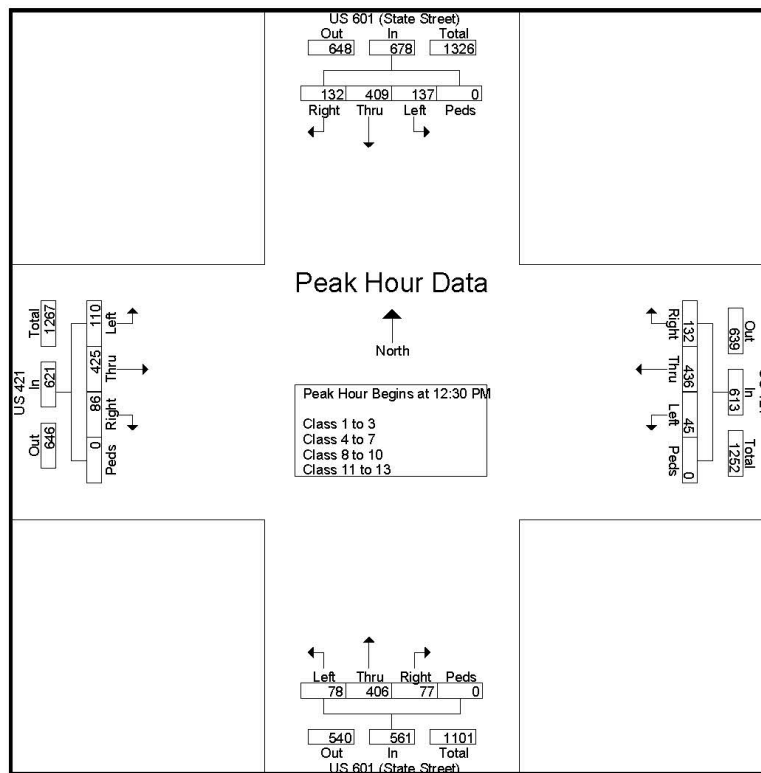 US 601 (State Street)
Out In Total
648 678 1326
132 409 137 0
Right Thru Left Peds
Peak Hour Data
North
Peak Hour Begins at 12:30 PM
Class 1 to 3
Class 4 to 7
Class 8 to 10
Class 11 to 13
US 421
Out In Total
646 621 1267
Left Thru Right Peds
110 425 86 0
Right Thru Left Peds
132 436 45 0
Out In Total
639 613 1252
Left Thru Right Peds
78 406 77 0
540 561 1101
Out In Total
US 601 (State Street)